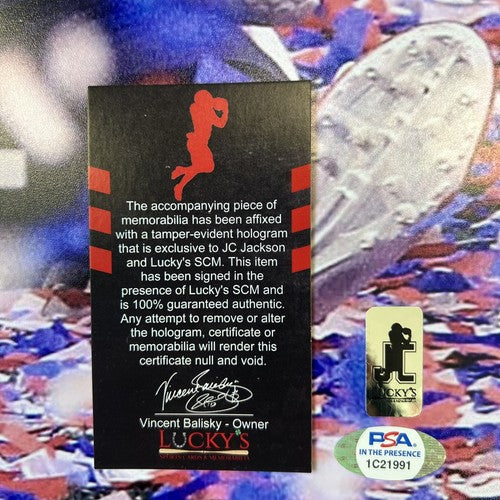 The accompanying piece of
memorabilia has been affixed
with a tamper-evident hologram
that is exclusive to JC Jackson
and Lucky's SCM. This item
has been signed in the
presence of Lucky's SCM and
is 100% guaranteed authentic.
Any attempt to remove or alter
the hologram, certificate or
memorabilia will render this
certificate null and void.
Vincent Balisky - Owner
LUCKY'S
SPORTS CARDS & MEMORABILIA
JC
LUCKY'S
PSA
IN THE PRESENCE
1C21991